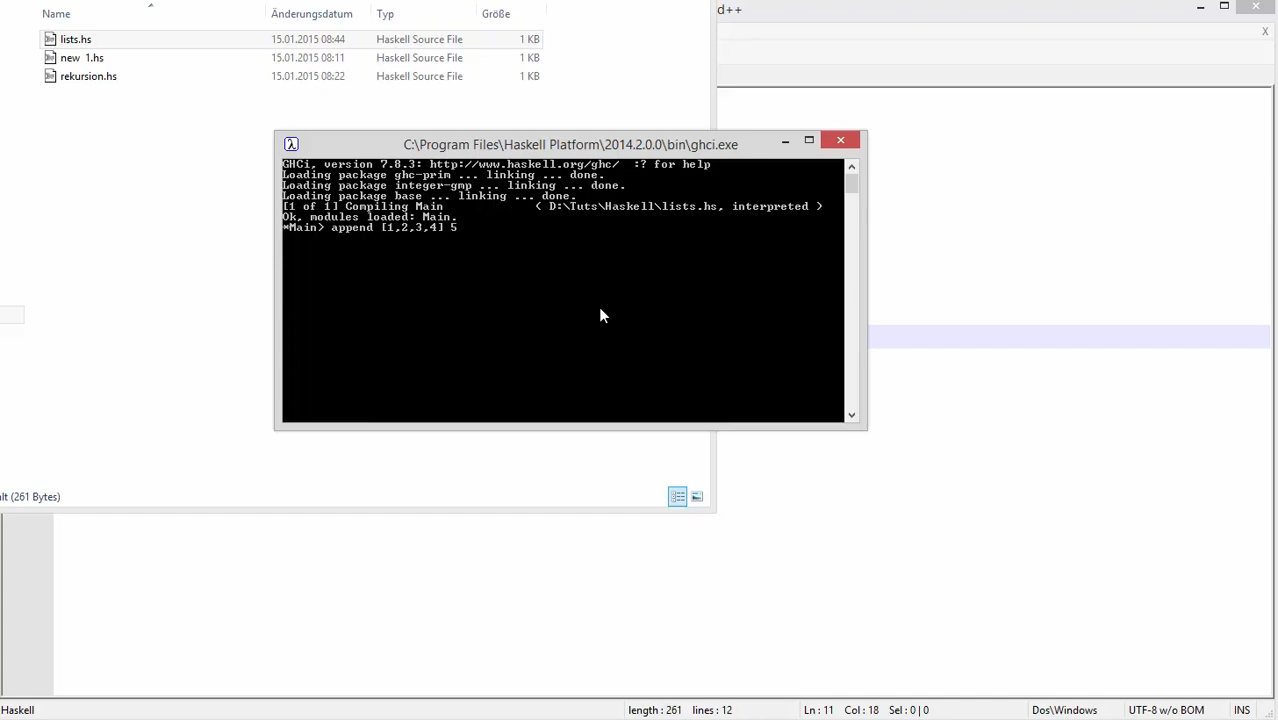 Name Änderungsdatum Typ Größe
lists.hs 15.01.2015 08:44 Haskell Source File 1 KB
new 1.hs 15.01.2015 08:11 Haskell Source File 1 KB
rekursion.hs 15.01.2015 08:22 Haskell Source File 1 KB
d++
X
C:\Program Files\Haskell Platform\2014.2.0.0\bin\ghci.exe
GHCi, version 7.8.3: http://www.haskell.org/ghc/  :? for help
Loading package ghc-prim ... linking ... done.
Loading package integer-gmp ... linking ... done.
Loading package base ... linking ... done.
[1 of 1] Compiling Main             ( D:\Tuts\Haskell\lists.hs, interpreted )
Ok, modules loaded: Main.
*Main> append [1,2,3,4] 5
lt (261 Bytes)
Haskell length : 261 lines : 12 Ln : 11 Col : 18 Sel : 0 | 0 Dos\Windows UTF-8 w/o BOM INS